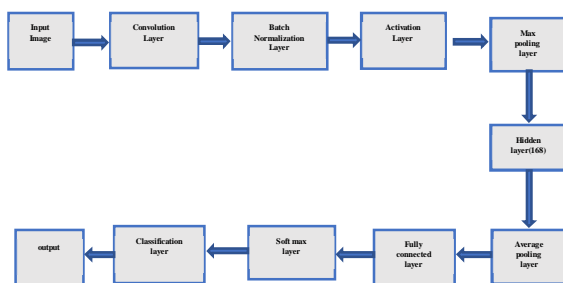 Input
Image
Convolution
Layer
Batch
Normalization
Layer
Activation
Layer
Max
pooling
layer
Hidden
layer(168)
Average
pooling
layer
Fully
connected
layer
Soft max
layer
Classification
layer
output